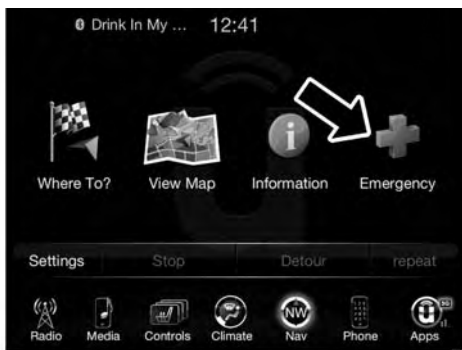 Drink In My ... 12:41
Where To? View Map Information Emergency
Settings Stop Detour repeat
NW
Radio Media Controls Climate Nav Phone Apps